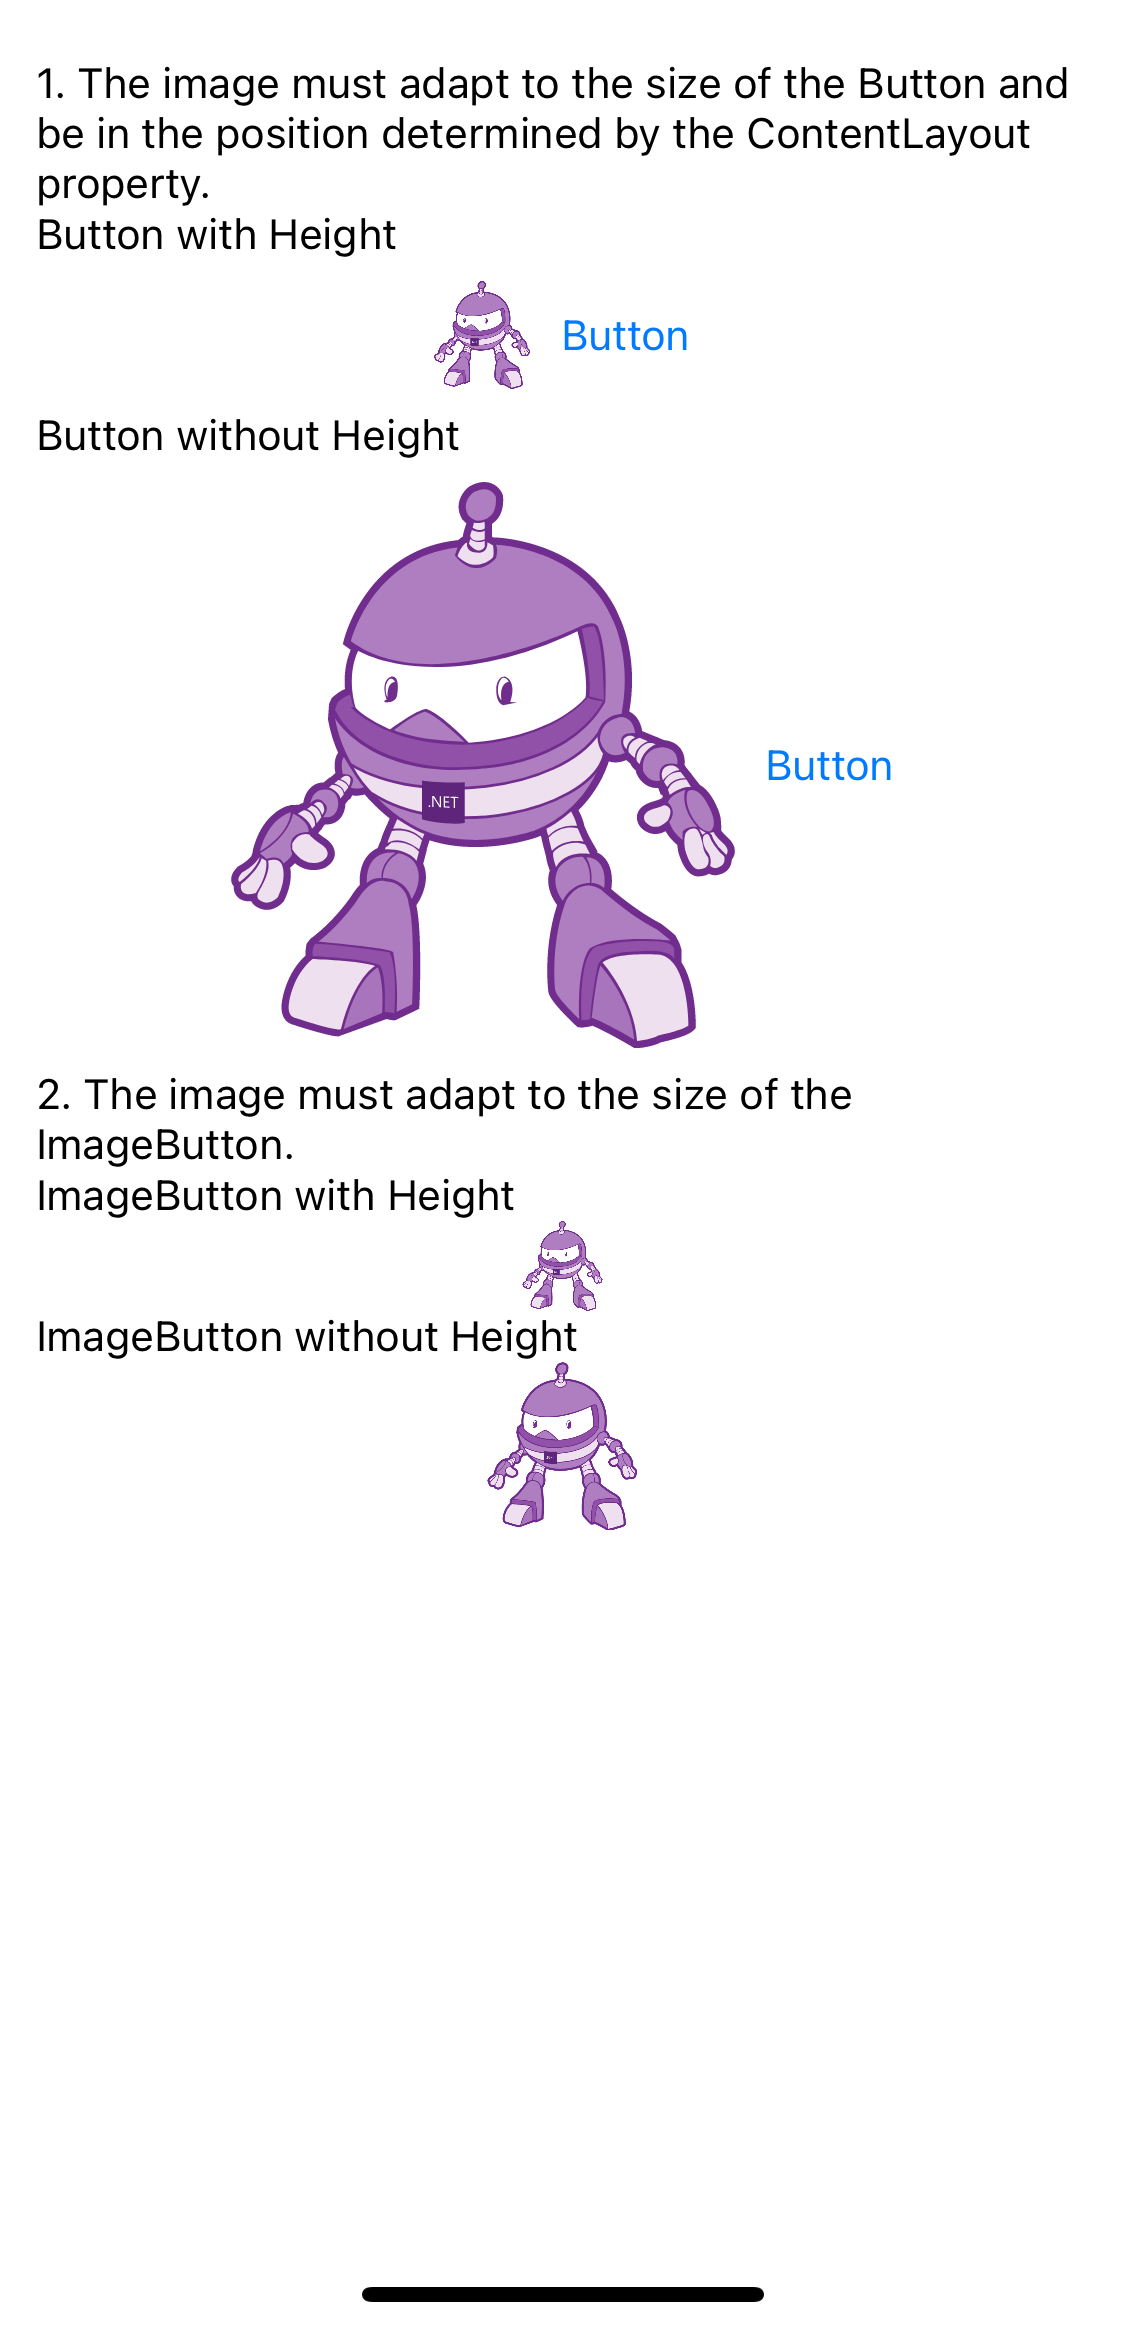 1. The image must adapt to the size of the Button and
be in the position determined by the ContentLayout
property.
Button with Height
Button
Button without Height
.NET
Button
2. The image must adapt to the size of the
ImageButton.
ImageButton with Height
ImageButton without Height